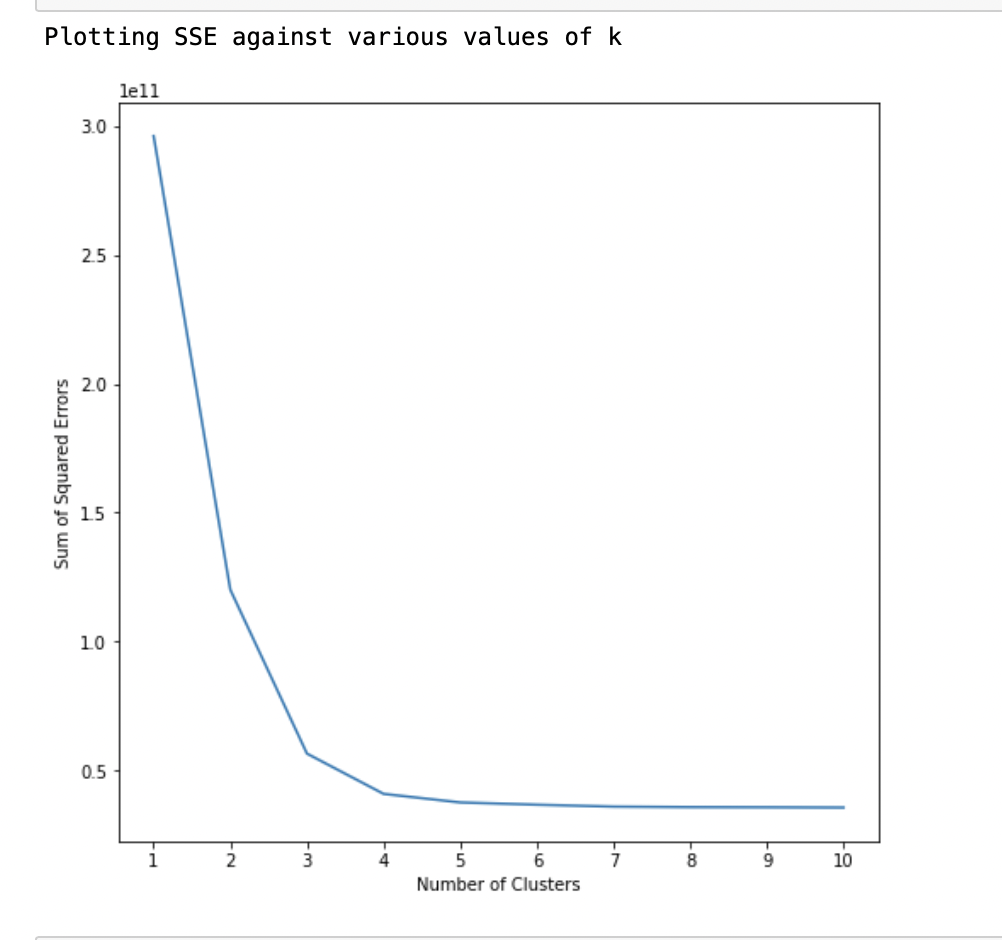 Plotting SSE against various values of k
1e11
3.0
2.5
2.0
1.5
1.0
0.5
Sum of Squared Errors
1 2 3 4 5 6 7 8 9 10
Number of Clusters